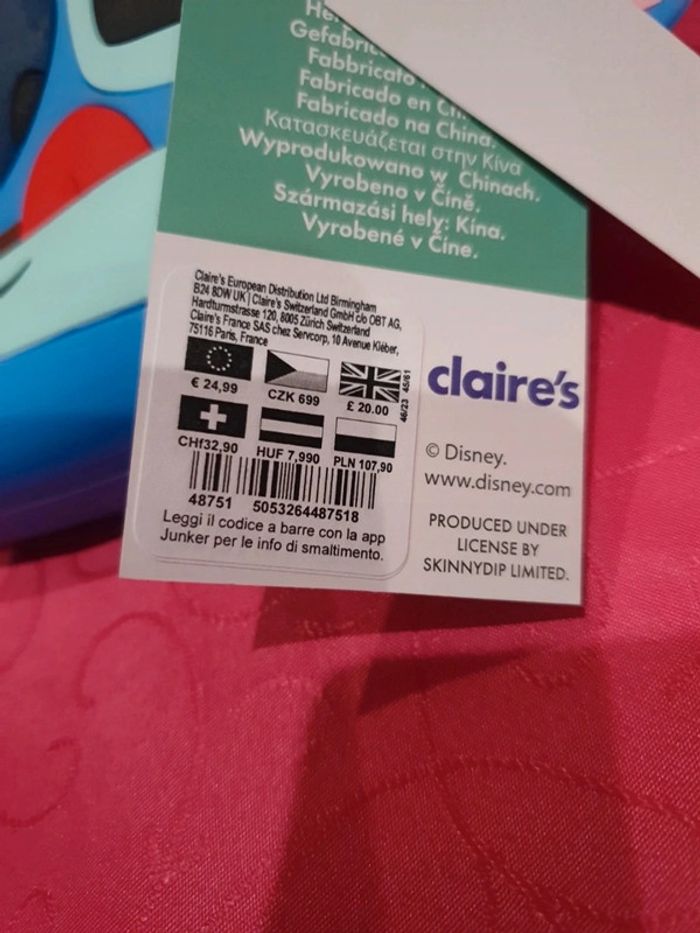 Gefabric
Fabbricato
Fabricado en Ch
Fabricado na China.
Κατασκευάζεται στην Κίνα
Wyprodukowano w Chinach.
Vyrobeno v Číně.
Származási hely: Kína.
Vyrobené v Číne.
Claire's European Distribution Ltd Birmingham
B24 8DW UK | Claire's Switzerland GmbH c/o OBT AG,
Hardturmstrasse 120, 8005 Zürich Switzerland
Claire's France SAS chez Servcorp, 10 Avenue Kléber,
75116 Paris, France
€ 24,99 CZK 699 £ 20.00
46/23 45/61
CHf32,90 HUF 7,990 PLN 107,90
48751 5053264487518
Leggi il codice a barre con la app
Junker per le info di smaltimento.
claire's
© Disney.
www.disney.com
PRODUCED UNDER
LICENSE BY
SKINNYDIP LIMITED.